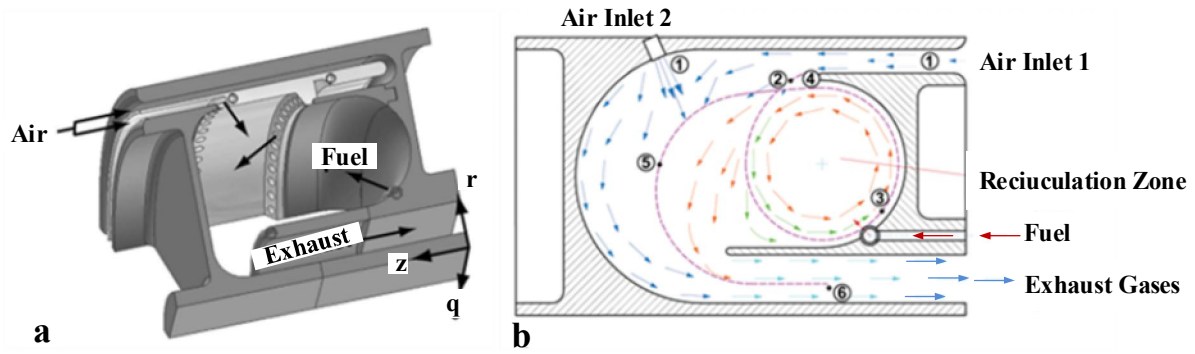 Air
Fuel
Exhaust
r
z
q
a
Air Inlet 2
①
①
Air Inlet 1
②
④
⑤
③
Reciuculation Zone
Fuel
Exhaust Gases
⑥
b